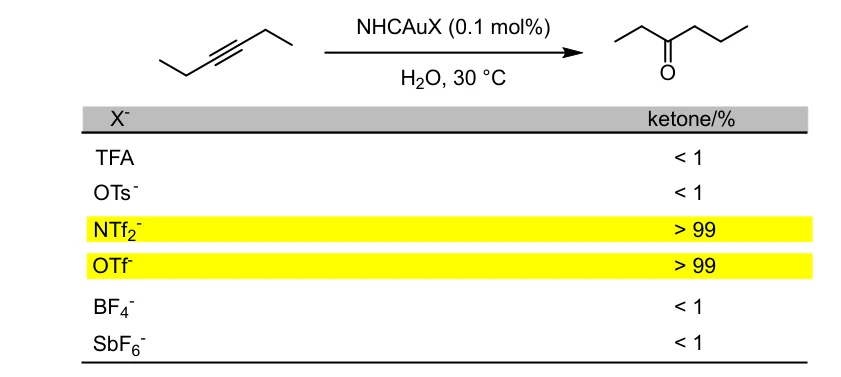 NHCAuX (0.1 mol%)
H₂O, 30 °C
O
X⁻ ketone/%
TFA < 1
OTs⁻ < 1
NTf₂⁻ > 99
OTf⁻ > 99
BF₄⁻ < 1
SbF₆⁻ < 1